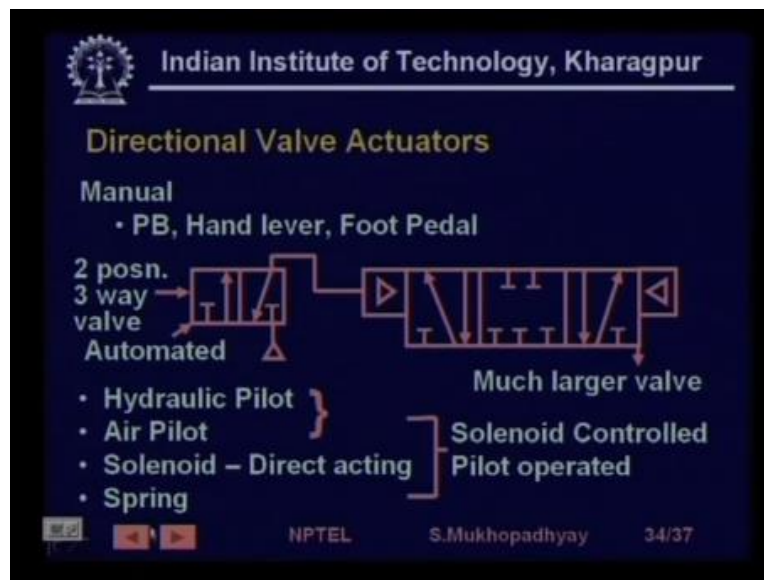 Indian Institute of Technology, Kharagpur
Directional Valve Actuators
Manual
• PB, Hand lever, Foot Pedal
2 posn.
3 way
valve
Automated
Much larger valve
• Hydraulic Pilot
• Air Pilot
• Solenoid – Direct acting
• Spring
Solenoid Controlled
Pilot operated
NPTEL
S.Mukhopadhyay
34/37